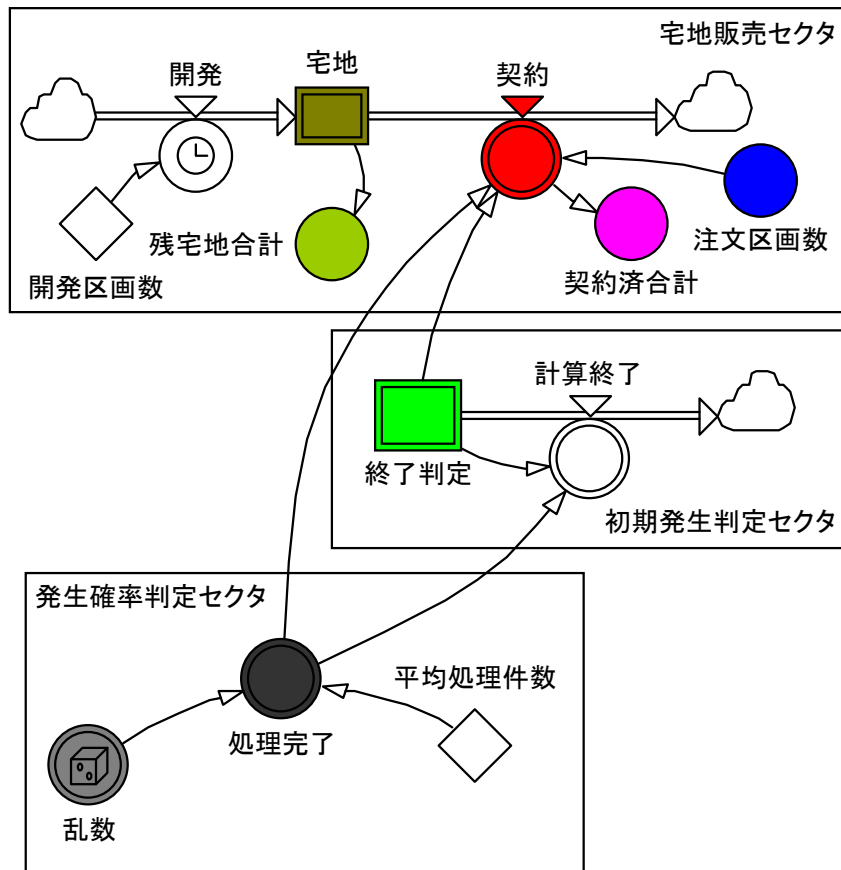 宅地販売セクタ
開発
宅地
契約
残宅地合計
注文区画数
開発区画数
契約済合計
計算終了
終了判定
初期発生判定セクタ
発生確率判定セクタ
平均処理件数
処理完了
乱数